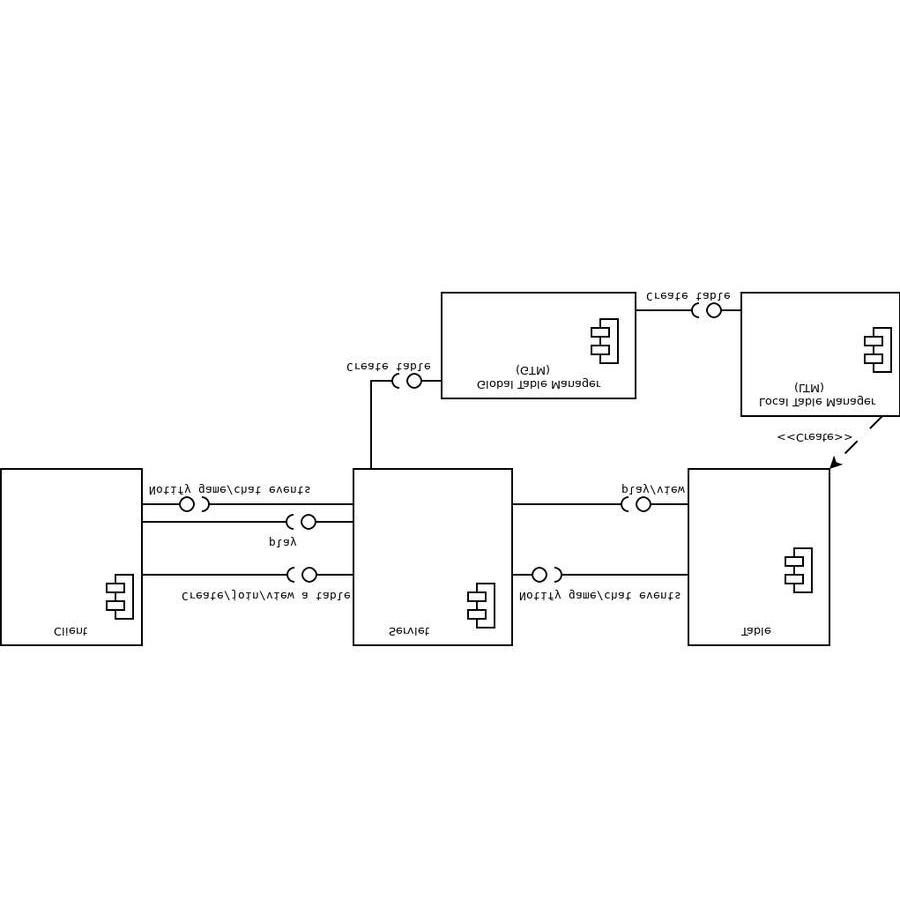 Client
Servlet
Table
Create/join/view a table
Notify game/chat events
play
Notify game/chat events
play/view
<<Create>>
Local Table Manager
(LTM)
Global Table Manager
(GTM)
Create table
Create table